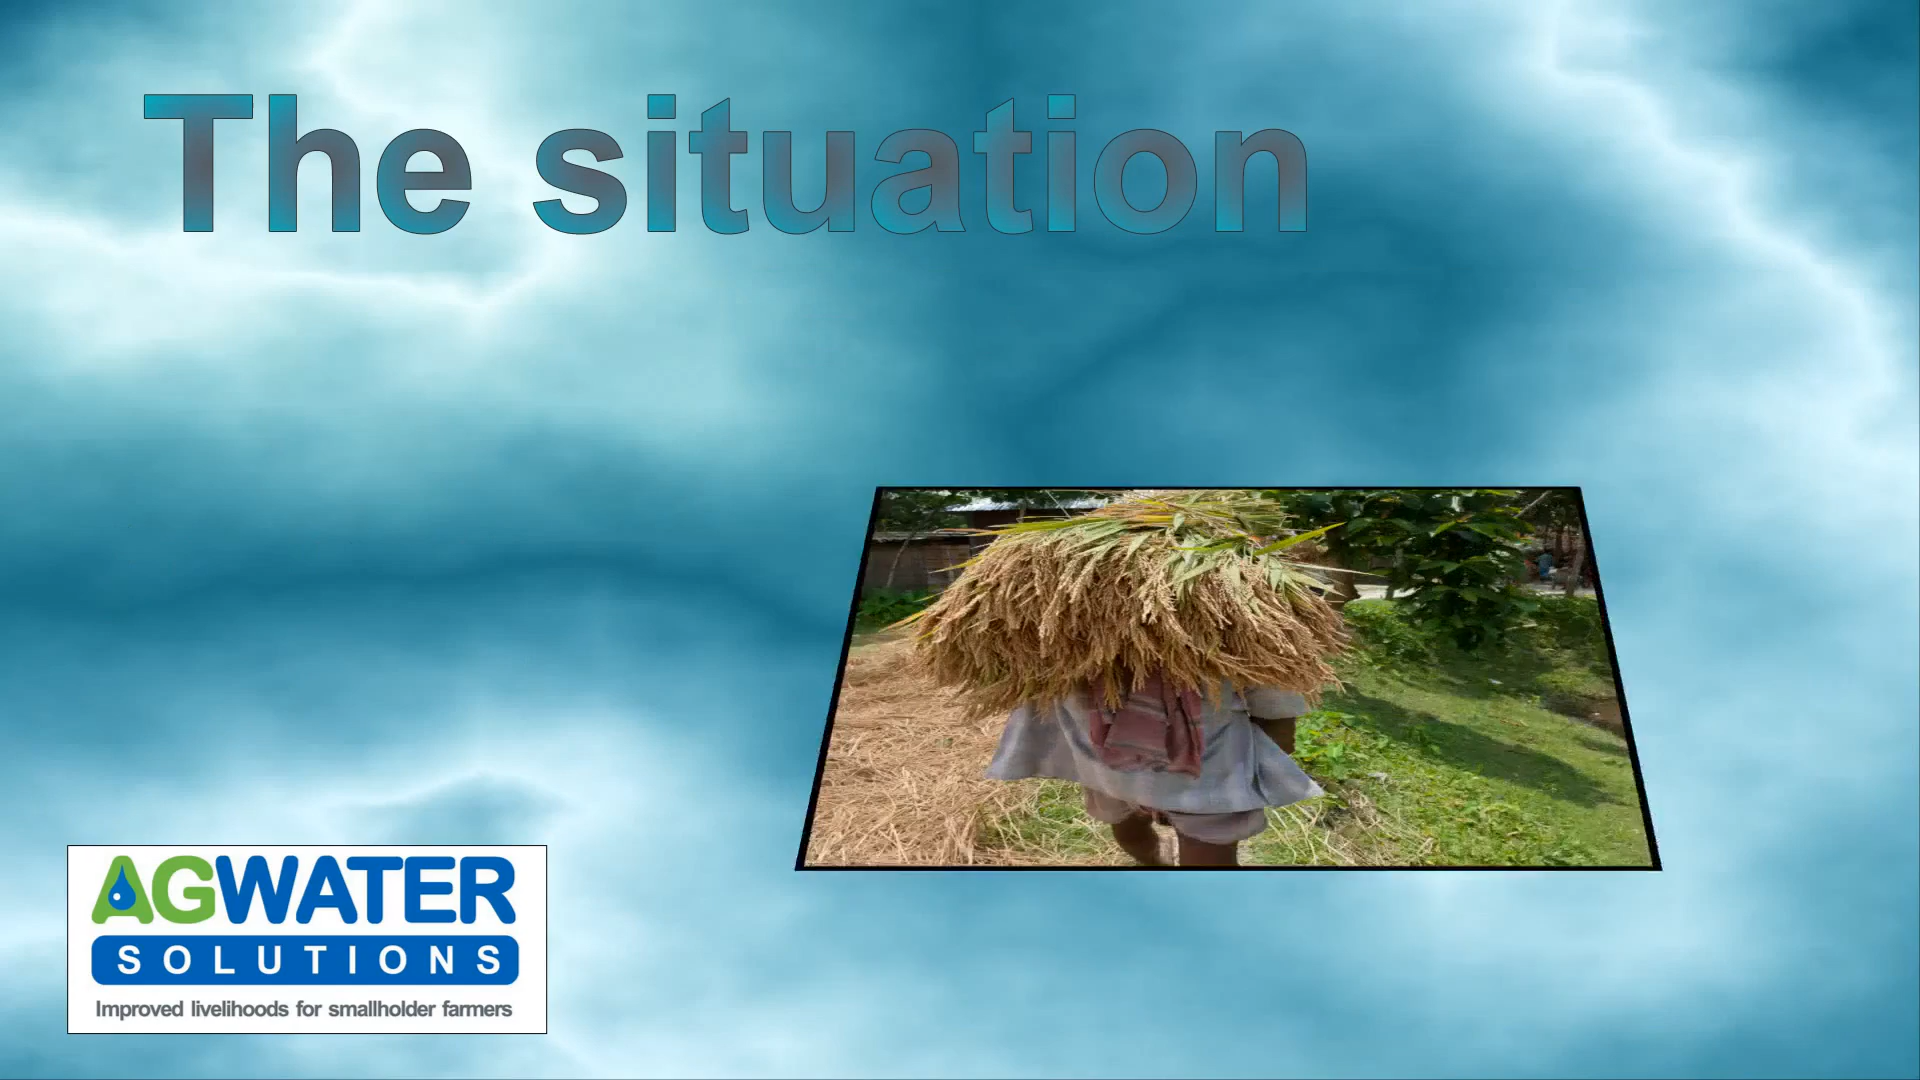 The situation
AGWATER
SOLUTIONS
Improved livelihoods for smallholder farmers